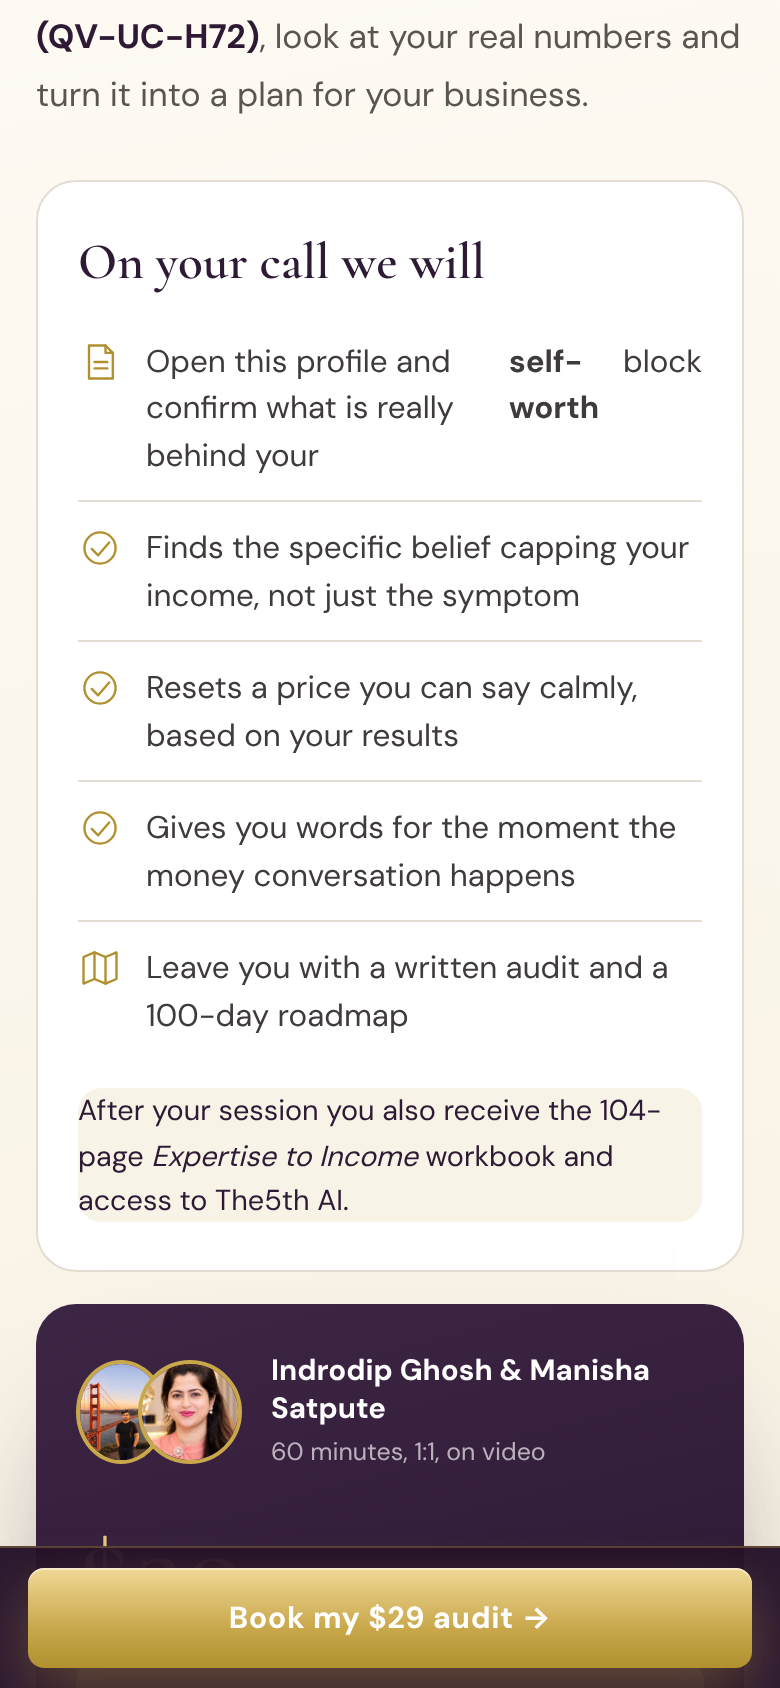 (QV-UC-H72), look at your real numbers and
turn it into a plan for your business.
On your call we will
Open this profile and self- block
confirm what is really worth
behind your
Finds the specific belief capping your
income, not just the symptom
Resets a price you can say calmly,
based on your results
Gives you words for the moment the
money conversation happens
Leave you with a written audit and a
100-day roadmap
After your session you also receive the 104-
page Expertise to Income workbook and
access to The5th AI.
Indrodip Ghosh & Manisha
Satpute
60 minutes, 1:1, on video
Book my $29 audit →